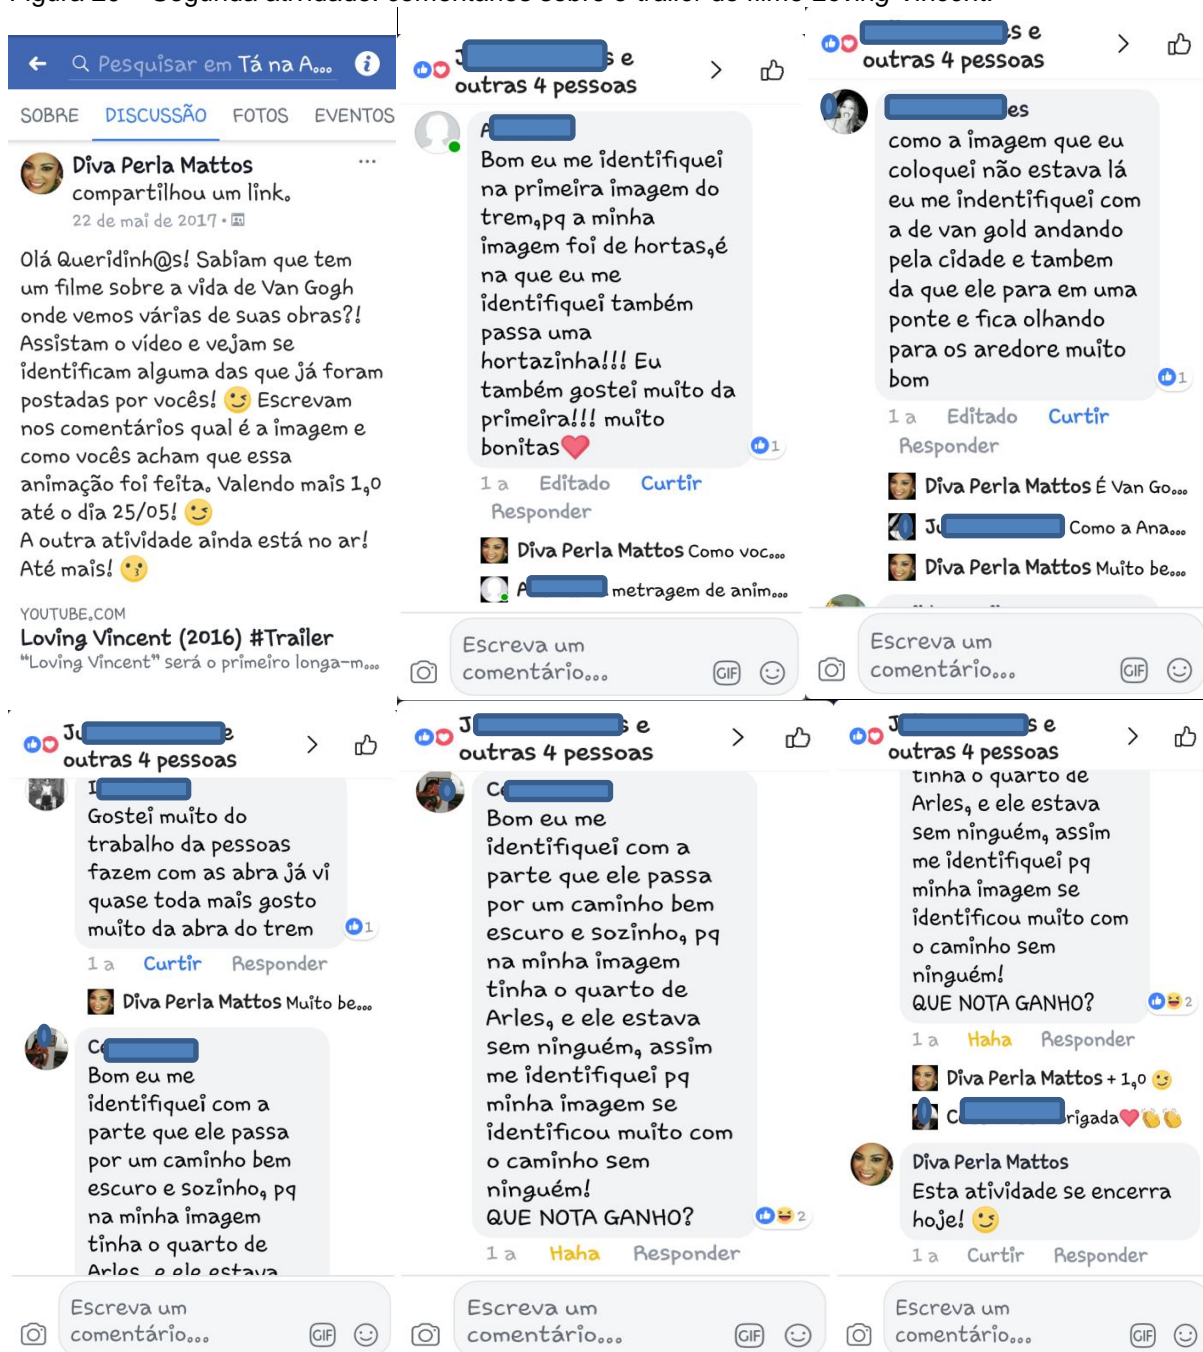 Pesquisar em Tá na A...
SOBRE DISCUSSÃO FOTOS EVENTOS
Diva Perla Mattos
compartilhou um link.
22 de mai de 2017
Olá Queridinh@s! Sabiam que tem
um filme sobre a vida de Van Gogh
onde vemos várias de suas obras?!
Assistam o vídeo e vejam se
identificam alguma das que já foram
postadas por vocês! 😉 Escrevam
nos comentários qual é a imagem e
como vocês acham que essa
animação foi feita. Valendo mais 1,0
até o dia 25/05! 😉
A outra atividade ainda está no ar!
Até mais! 😗
YOUTUBE.COM
Loving Vincent (2016) #Trailer
"Loving Vincent" será o primeiro longa-m...
J s e
outras 4 pessoas
A
Bom eu me identifiquei
na primeira imagem do
trem,pq a minha
imagem foi de hortas,é
na que eu me
identifiquei também
passa uma
hortazinha!!! Eu
também gostei muito da
primeira!!! muito
bonitas❤
1
1 a Editado Curtir
Responder
Diva Perla Mattos Como voc...
A metragem de anim...
Escreva um
comentário...
GIF
s e
outras 4 pessoas
es
como a imagem que eu
coloquei não estava lá
eu me indentifiquei com
a de van gold andando
pela cidade e tambem
da que ele para em uma
ponte e fica olhando
para os aredore muito
bom
1
1 a Editado Curtir
Responder
Diva Perla Mattos É Van Go...
Ju Como a Ana...
Diva Perla Mattos Muito be...
Escreva um
comentário...
GIF
Ju e
outras 4 pessoas
I
Gostei muito do
trabalho da pessoas
fazem com as abra já vi
quase toda mais gosto
muito da abra do trem
1
1 a Curtir Responder
Diva Perla Mattos Muito be...
Ce
Bom eu me
identifiquei com a
parte que ele passa
por um caminho bem
escuro e sozinho, pq
na minha imagem
tinha o quarto de
Arles, e ele estava
Escreva um
comentário...
GIF
J s e
outras 4 pessoas
Ce
Bom eu me
identifiquei com a
parte que ele passa
por um caminho bem
escuro e sozinho, pq
na minha imagem
tinha o quarto de
Arles, e ele estava
sem ninguém, assim
me identifiquei pq
minha imagem se
identificou muito com
o caminho sem
ninguém!
QUE NOTA GANHO?
2
1 a Haha Responder
Escreva um
comentário...
GIF
J s e
outras 4 pessoas
tinha o quarto de
Arles, e ele estava
sem ninguém, assim
me identifiquei pq
minha imagem se
identificou muito com
o caminho sem
ninguém!
QUE NOTA GANHO?
2
1 a Haha Responder
Diva Perla Mattos + 1,0 😉
C rigada❤👏👏
Diva Perla Mattos
Esta atividade se encerra
hoje! 😉
1 a Curtir Responder
Escreva um
comentário...
GIF